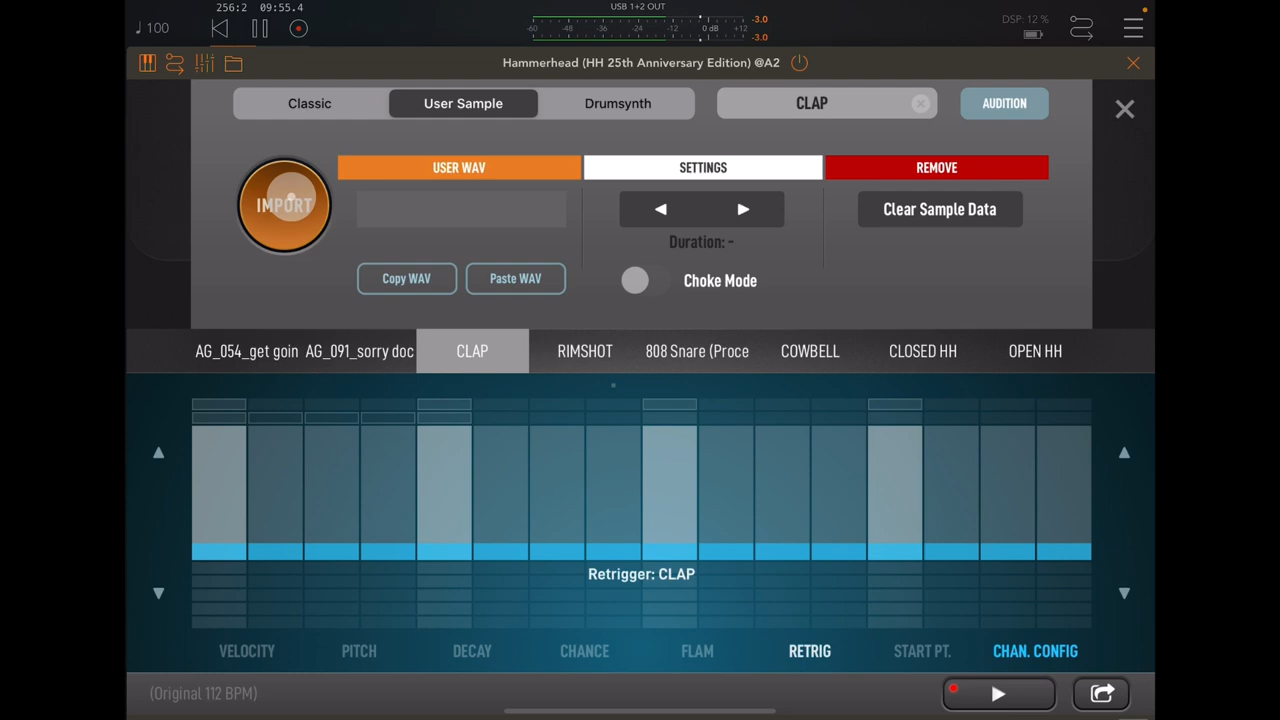 256:2 09:55.4
USB 1+2 OUT
♩ 100
-60 -48 -36 -24 -12 0 dB +12
-3.0
-3.0
DSP: 12 %
Hammerhead (HH 25th Anniversary Edition) @A2
Classic User Sample Drumsynth CLAP AUDITION
USER WAV SETTINGS REMOVE
IMPORT
Clear Sample Data
Duration: -
Copy WAV Paste WAV Choke Mode
AG_054_get goin AG_091_sorry doc CLAP RIMSHOT 808 Snare (Proce COWBELL CLOSED HH OPEN HH
Retrigger: CLAP
VELOCITY PITCH DECAY CHANCE FLAM RETRIG START PT. CHAN. CONFIG
(Original 112 BPM)